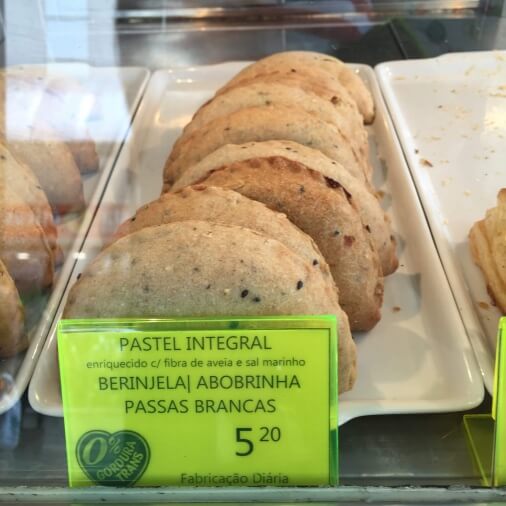 PASTEL INTEGRAL
enriquecido c/ fibra de aveia e sal marinho
BERINJELA| ABOBRINHA
PASSAS BRANCAS
5 20
0%
GORDURA
TRANS
Fabricação Diária